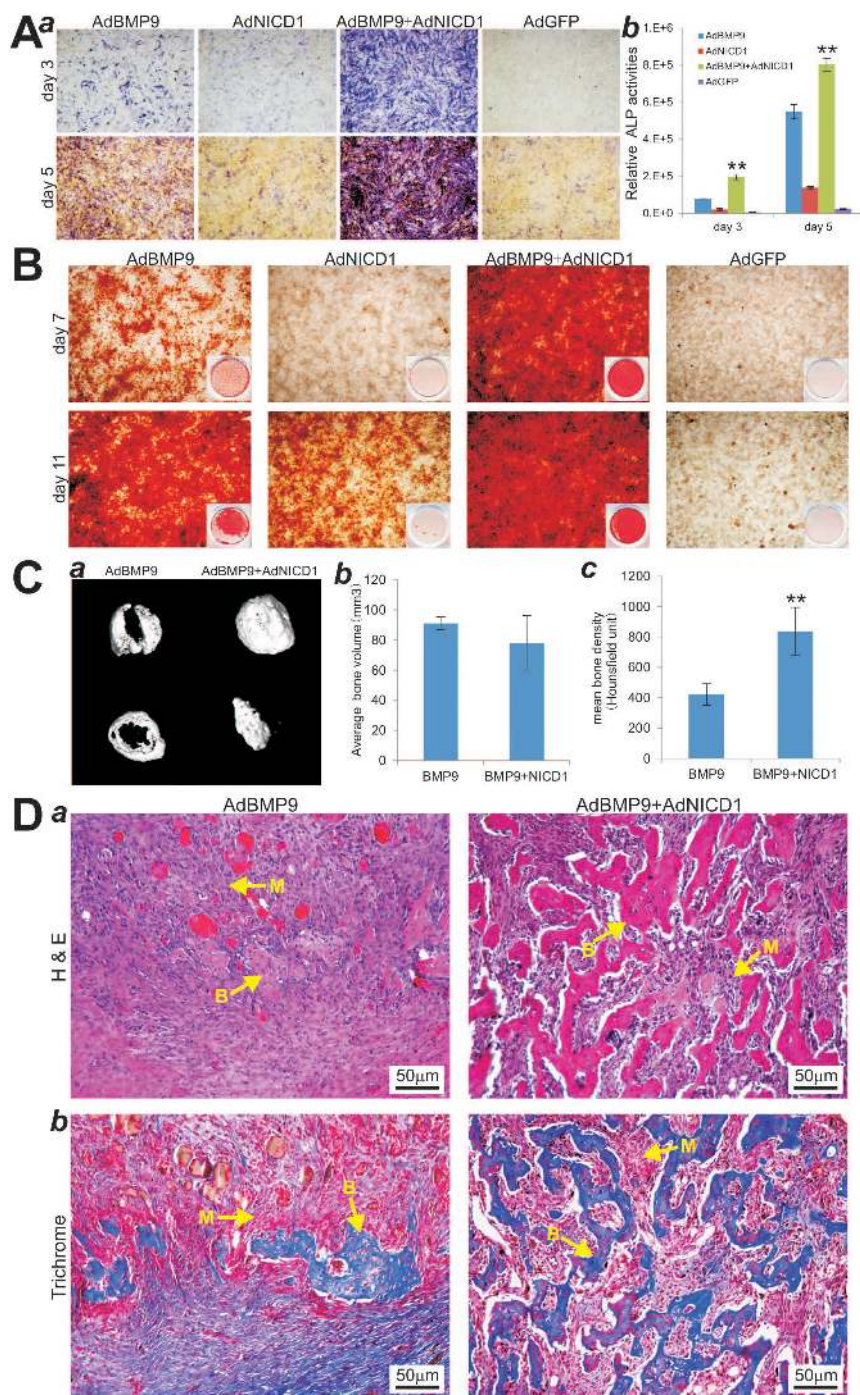 A
a
AdBMP9
AdNICD1
AdBMP9+AdNICD1
AdGFP
day 3
day 5
b
Relative ALP activities
1.E+6
8.E+5
6.E+5
4.E+5
2.E+5
0.E+0
AdBMP9
AdNICD1
AdBMP9+AdNICD1
AdGFP
**
**
day 3
day 5
B
AdBMP9
AdNICD1
AdBMP9+AdNICD1
AdGFP
day 7
day 11
C
a
AdBMP9
AdBMP9+AdNICD1
b
Average bone volume (mm3)
120
100
80
60
40
20
0
BMP9
BMP9+NICD1
c
mean bone density
(Hounsfield unit)
1200
1000
800
600
400
200
0
**
BMP9
BMP9+NICD1
D
AdBMP9
AdBMP9+AdNICD1
a
H & E
M
B
50μm
B
M
50μm
b
Trichrome
B
M
50μm
M
B
50μm